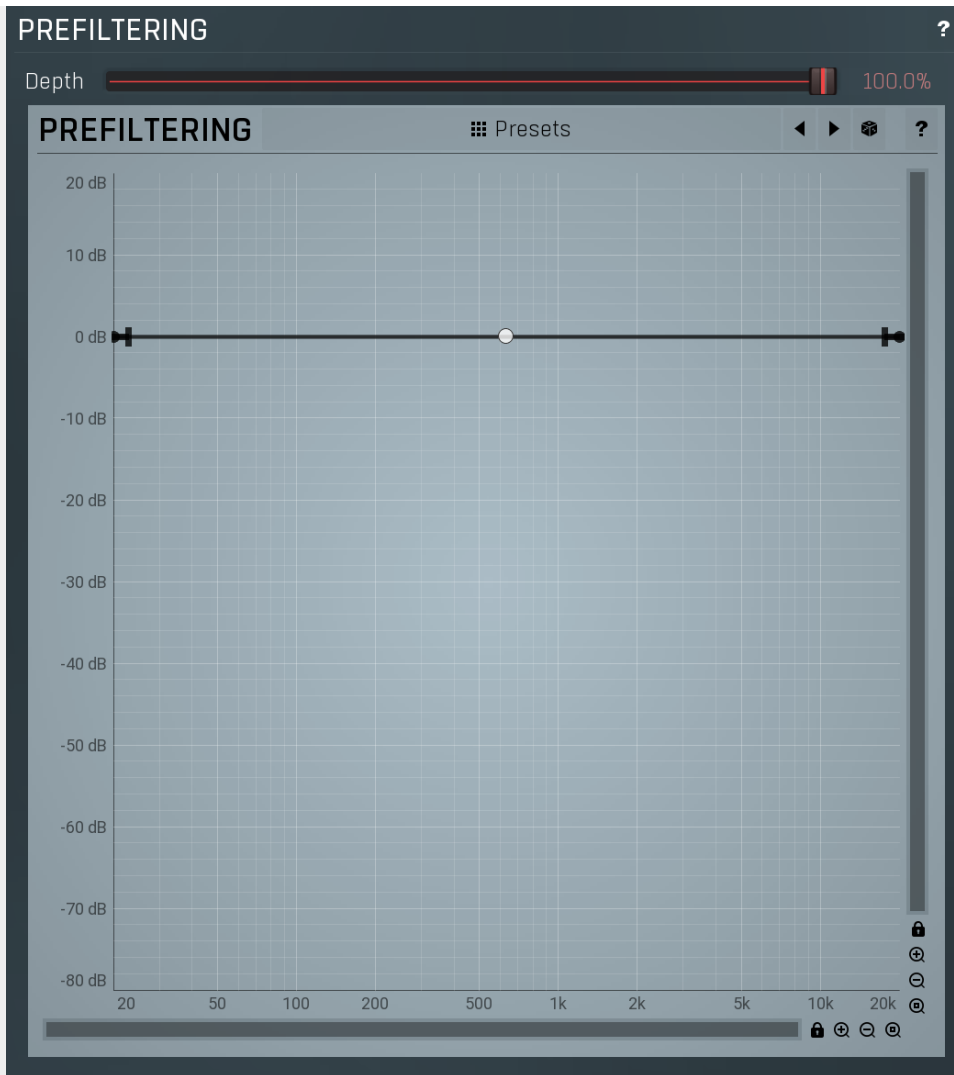 PREFILTERING ?
Depth 100.0%
PREFILTERING Presets ?
20 dB
10 dB
0 dB
-10 dB
-20 dB
-30 dB
-40 dB
-50 dB
-60 dB
-70 dB
-80 dB
20 50 100 200 500 1k 2k 5k 10k 20k